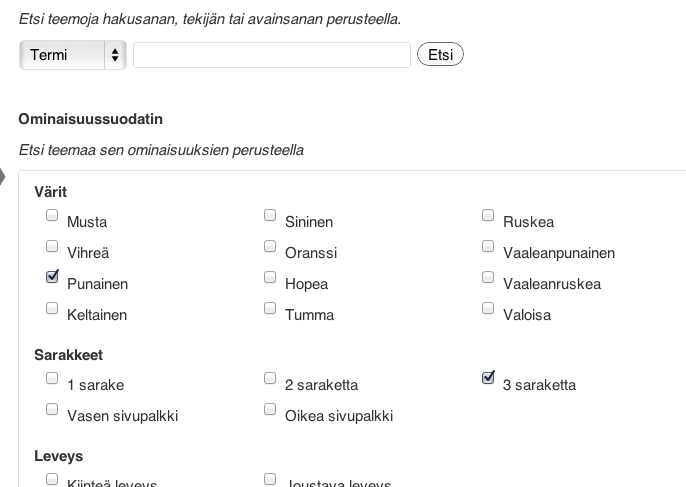 Etsi teemoja hakusanan, tekijän tai avainsanan perusteella.
Termi Etsi
Ominaisuussuodatin
Etsi teemaa sen ominaisuuksien perusteella
Värit
Musta Sininen Ruskea
Vihreä Oranssi Vaaleanpunainen
Punainen Hopea Vaaleanruskea
Keltainen Tumma Valoisa
Sarakkeet
1 sarake 2 saraketta 3 saraketta
Vasen sivupalkki Oikea sivupalkki
Leveys
Kiinteä leveys Joustava leveys